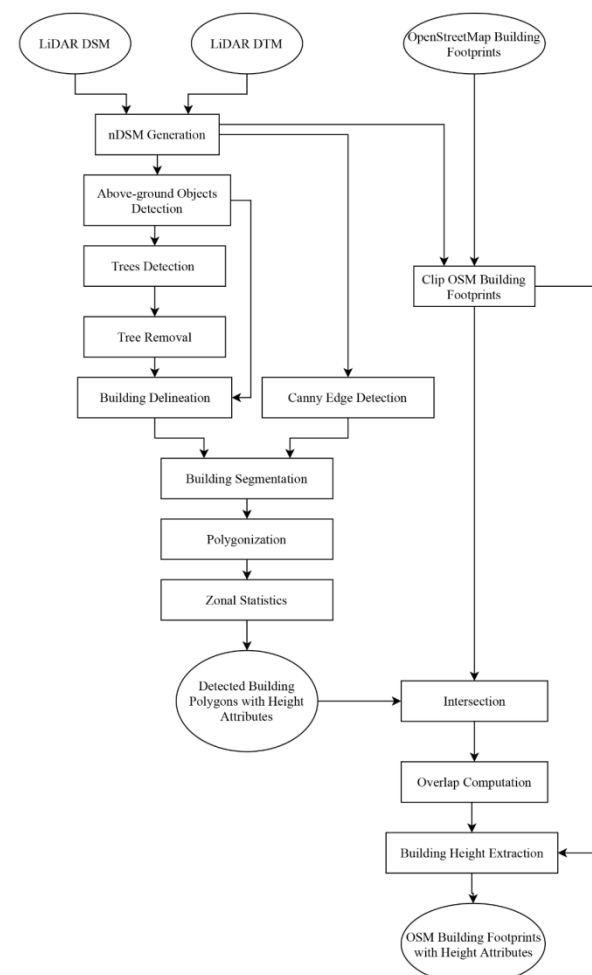 LiDAR DSM
LiDAR DTM
OpenStreetMap Building
Footprints
nDSM Generation
Above-ground Objects
Detection
Trees Detection
Clip OSM Building
Footprints
Tree Removal
Building Delineation
Canny Edge Detection
Building Segmentation
Polygonization
Zonal Statistics
Detected Building
Polygons with Height
Attributes
Intersection
Overlap Computation
Building Height Extraction
OSM Building Footprints
with Height Attributes